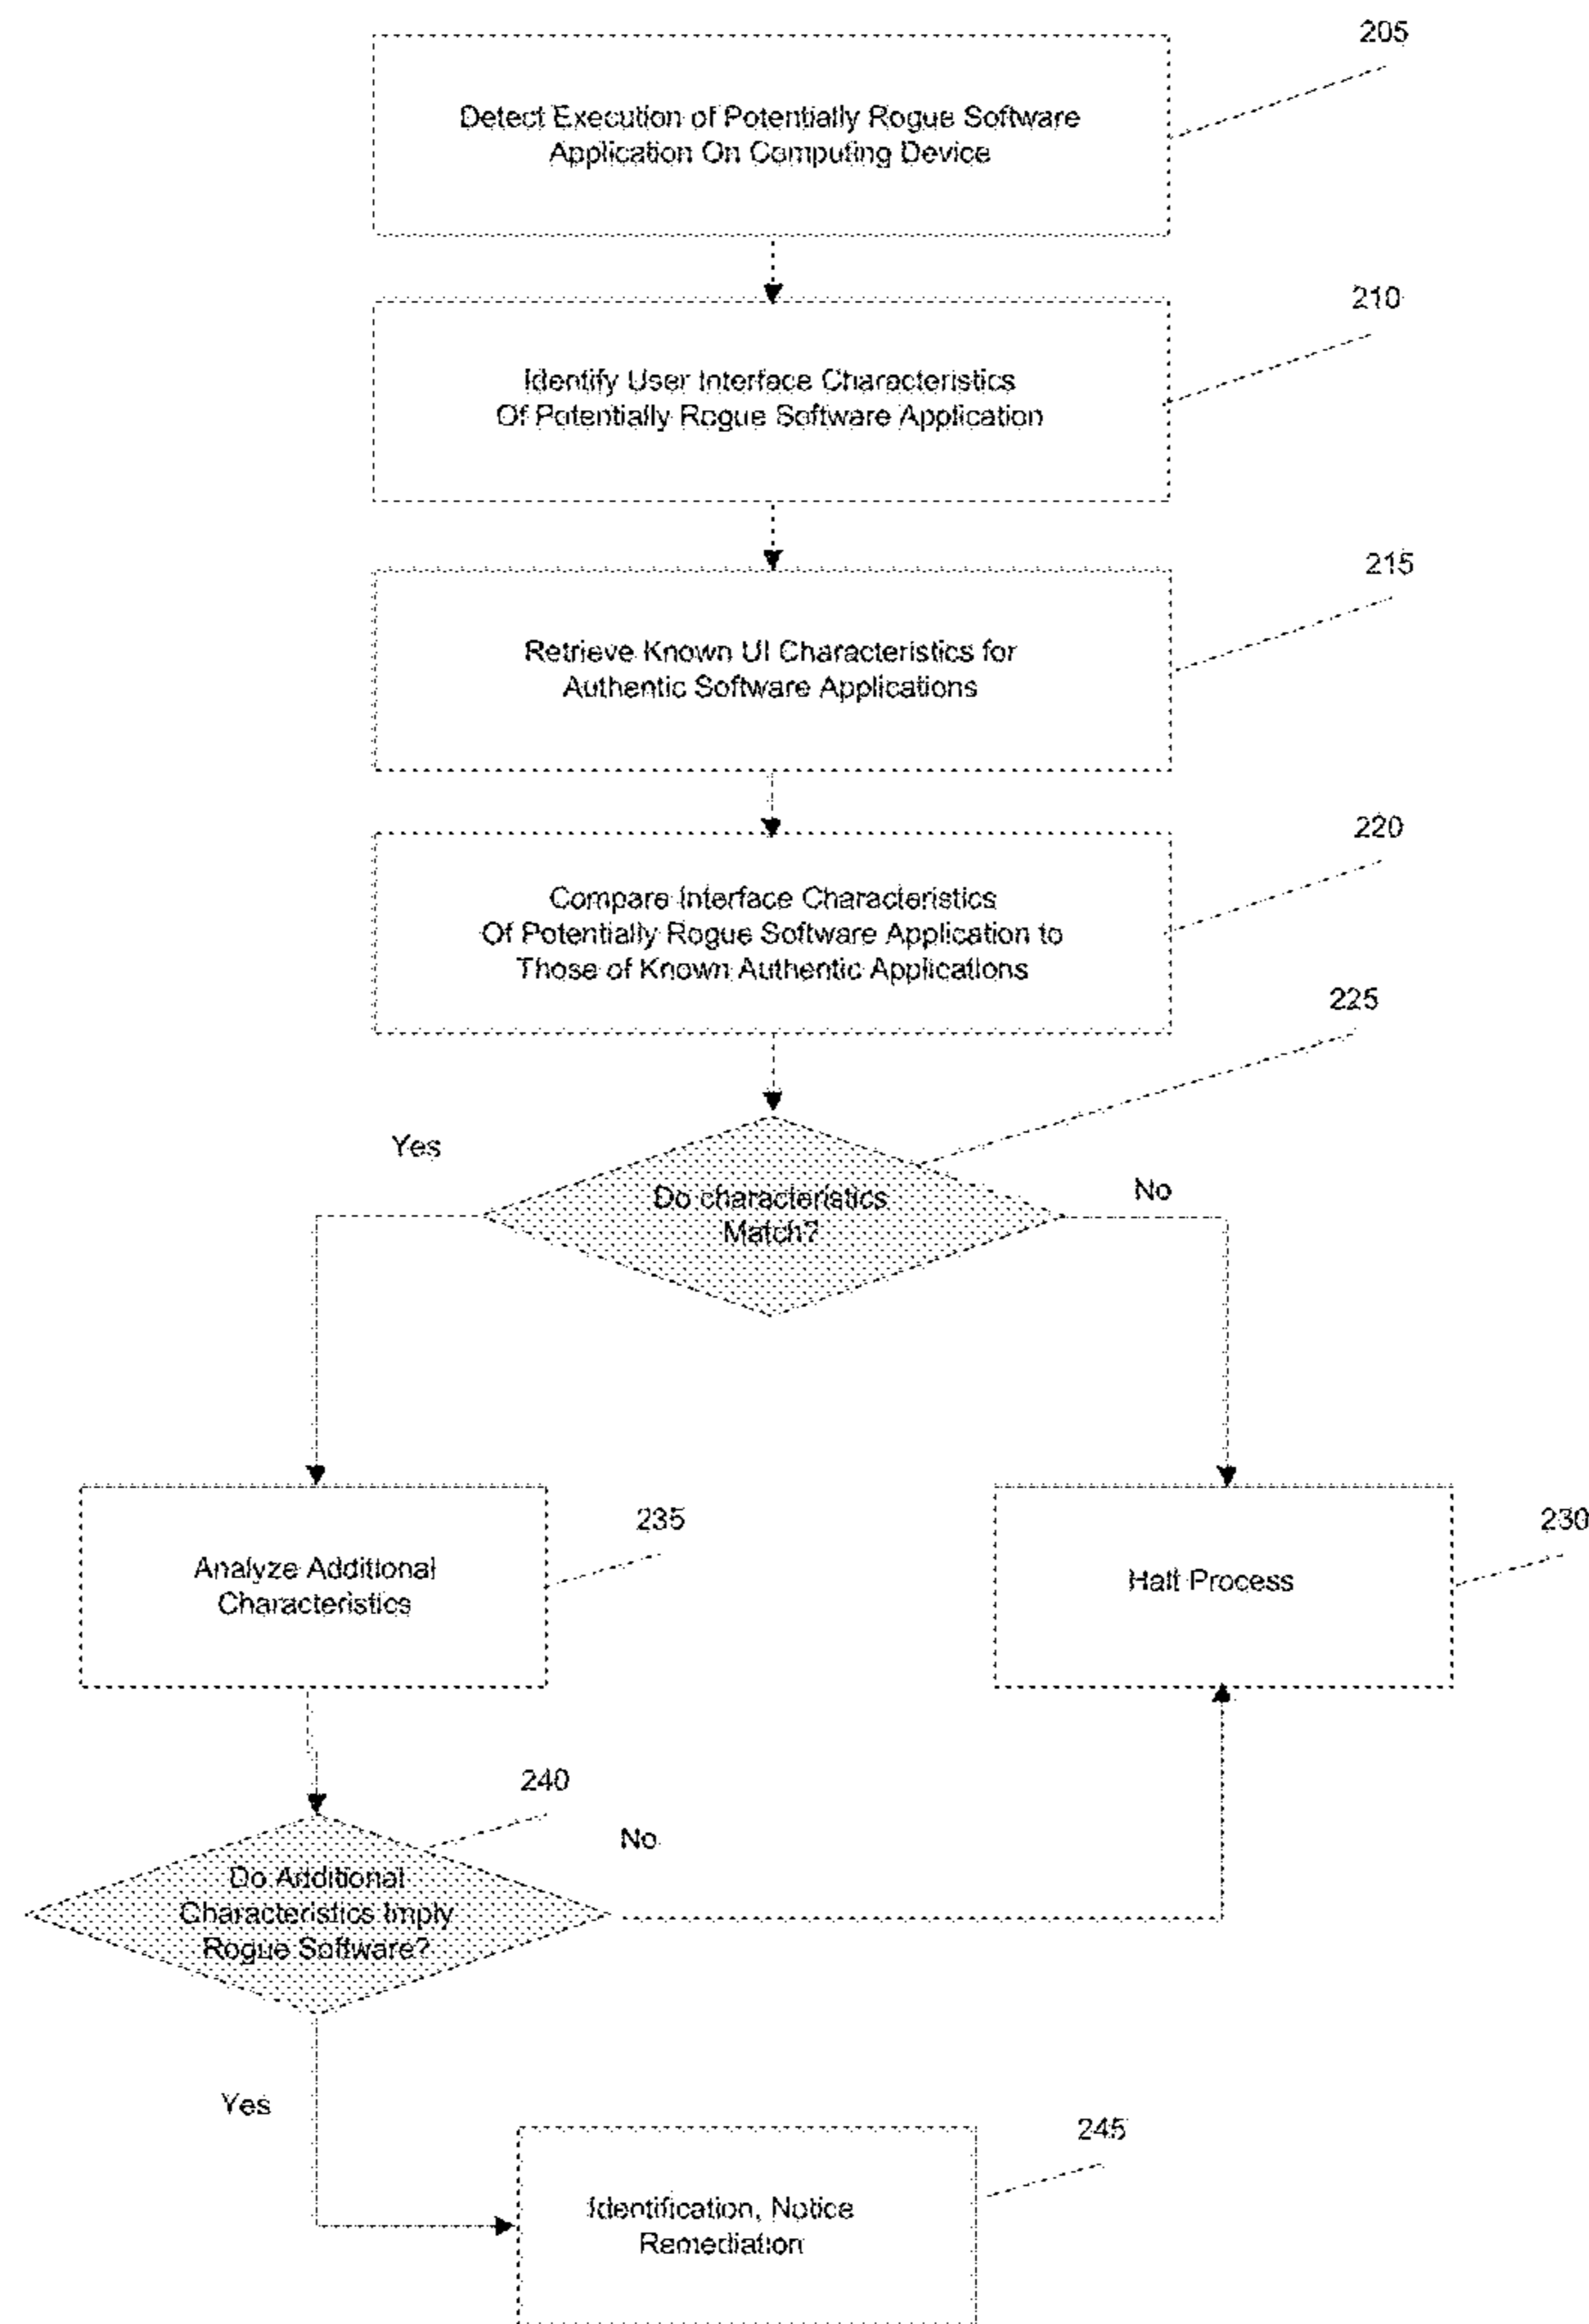 205
Detect Execution of Potentially Rogue Software
Application On Computing Device
210
Identify User Interface Characteristics
Of Potentially Rogue Software Application
215
Retrieve Known UI Characteristics for
Authentic Software Applications
220
Compare Interface Characteristics
Of Potentially Rogue Software Application to
Those of Known Authentic Applications
225
Yes
Do characteristics
Match?
No
235
Analyze Additional
Characteristics
230
Halt Process
240
Do Additional
Characteristics Imply
Rogue Software?
No
Yes
245
Identification, Notice
Remediation